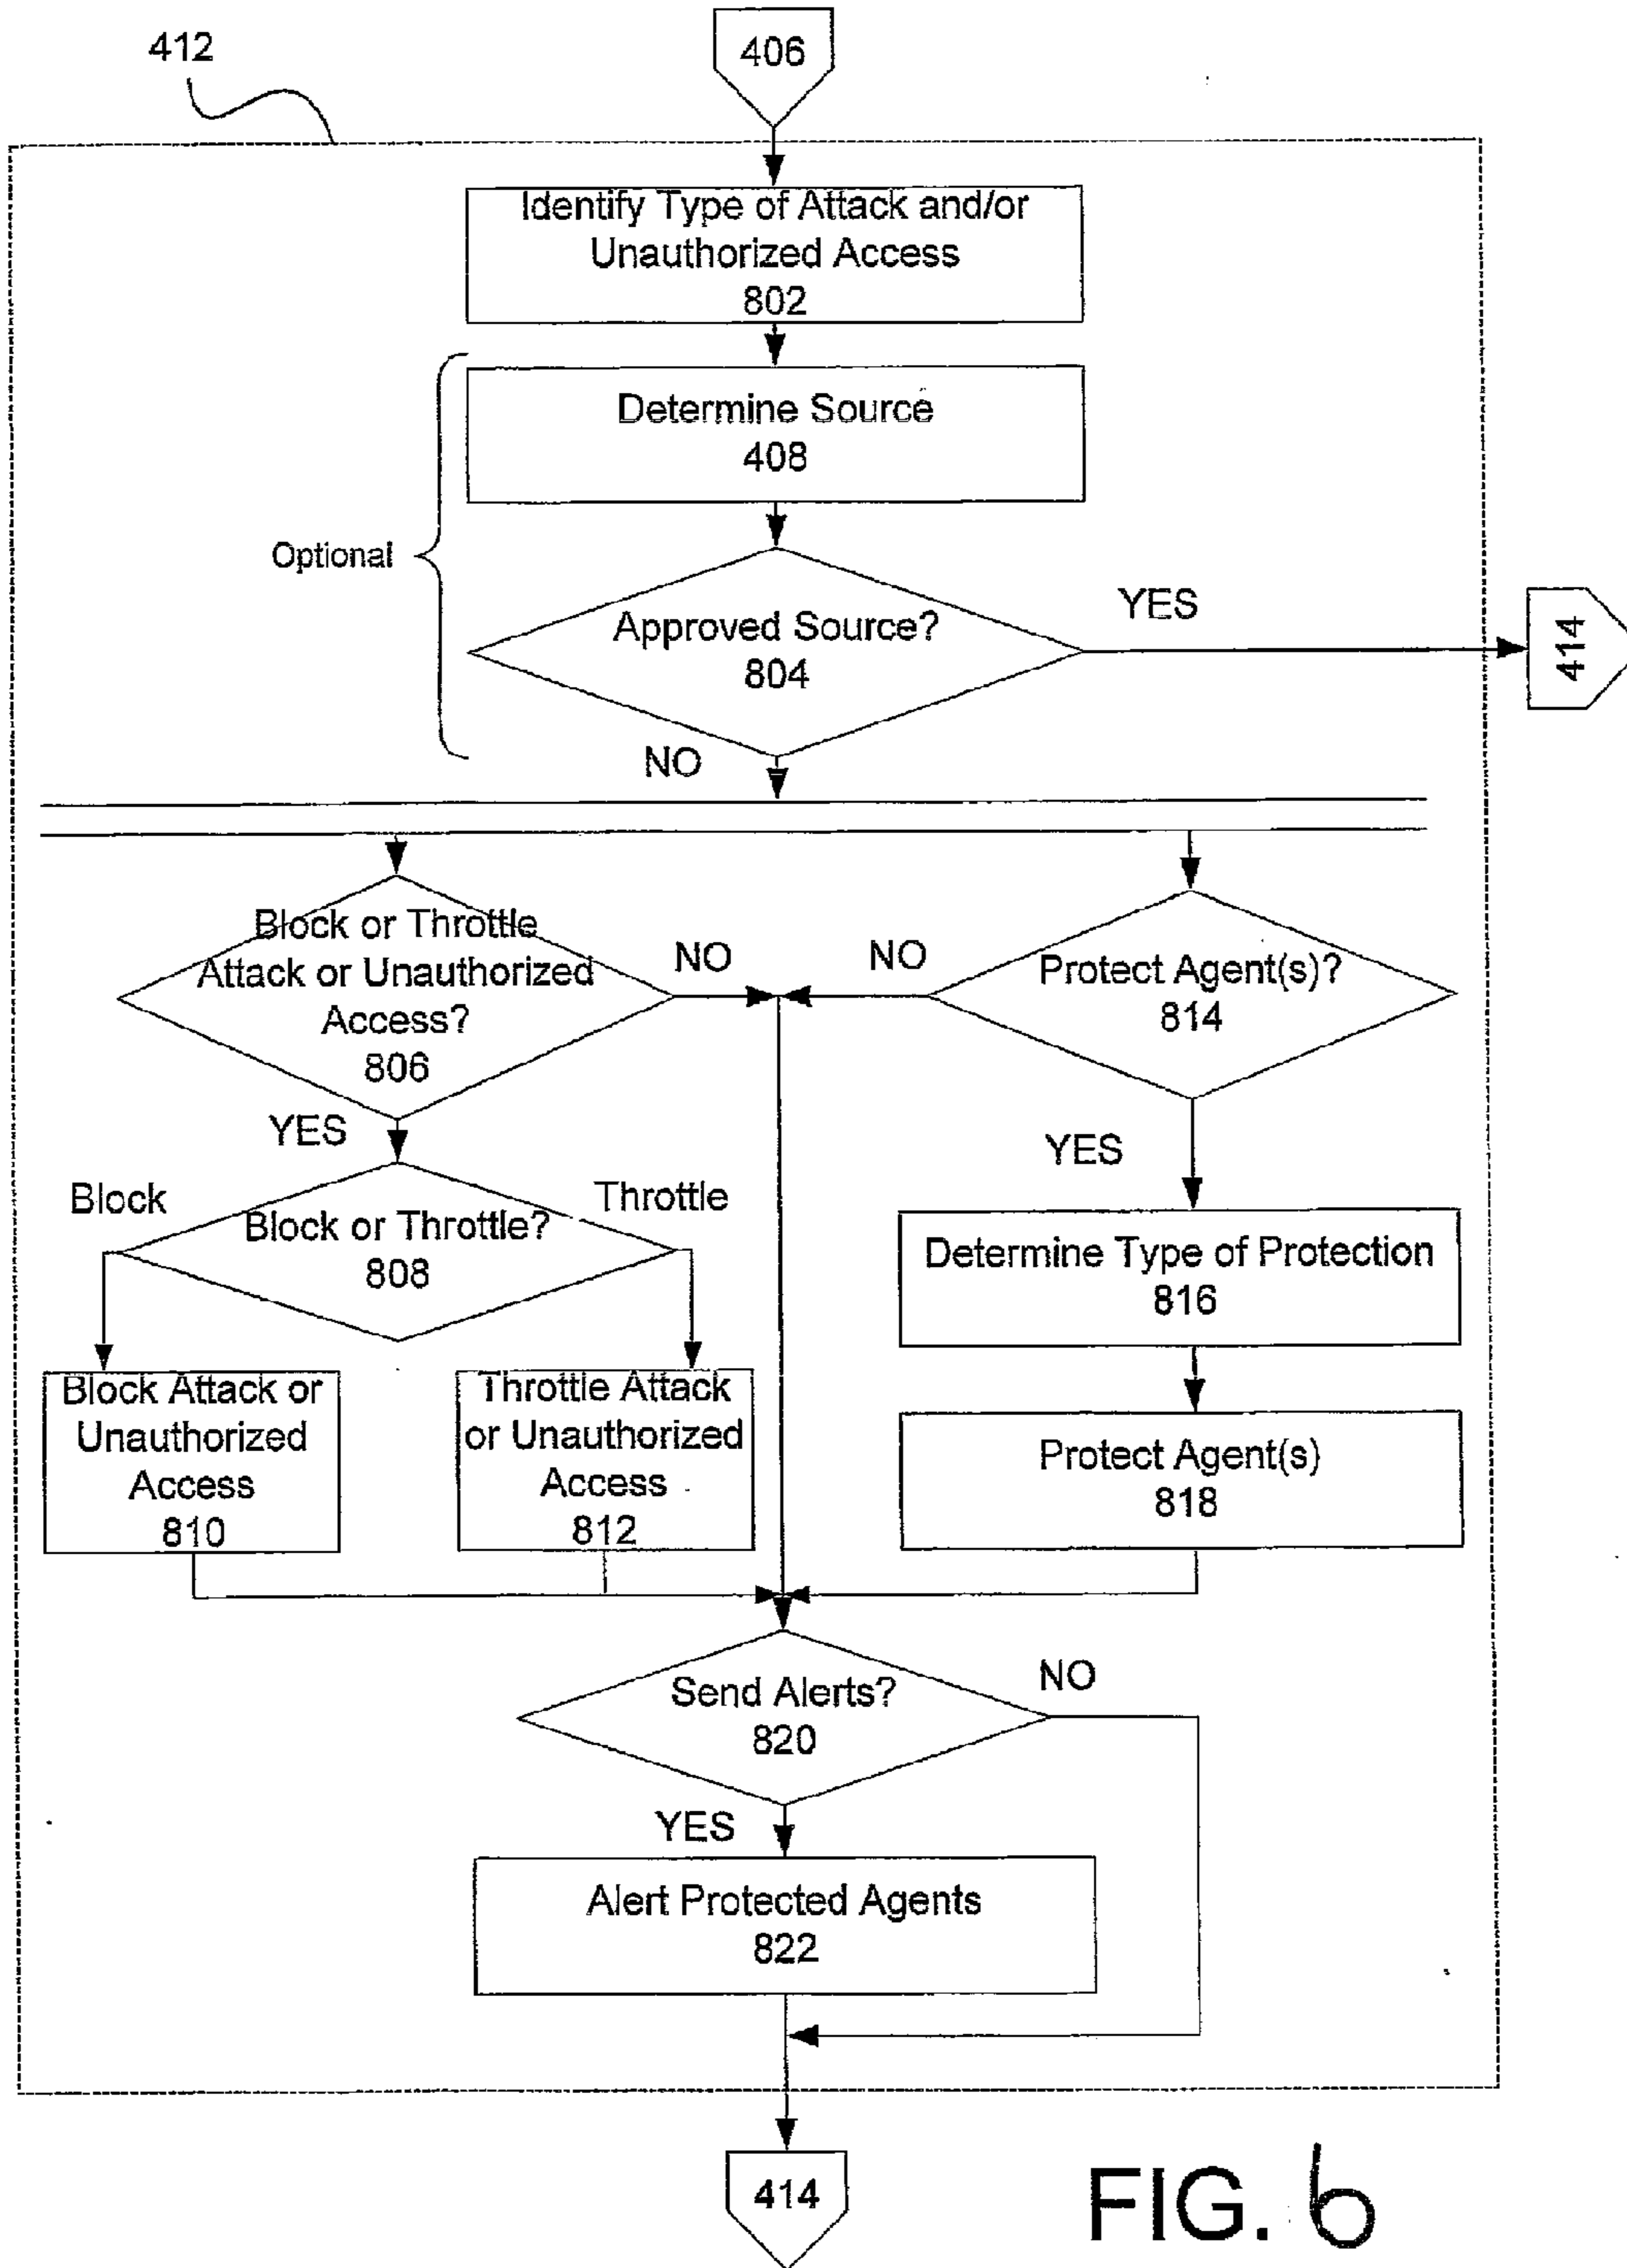 412
406
Identify Type of Attack and/or
Unauthorized Access
802
Determine Source
408
Optional
Approved Source?
804
YES
414
NO
Block or Throttle
Attack or Unauthorized
Access?
806
NO
NO
Protect Agent(s)?
814
YES
YES
Block
Throttle
Block or Throttle?
808
Determine Type of Protection
816
Block Attack or
Unauthorized
Access
810
Throttle Attack
or Unauthorized
Access
812
Protect Agent(s)
818
Send Alerts?
820
NO
YES
Alert Protected Agents
822
414
FIG. 6